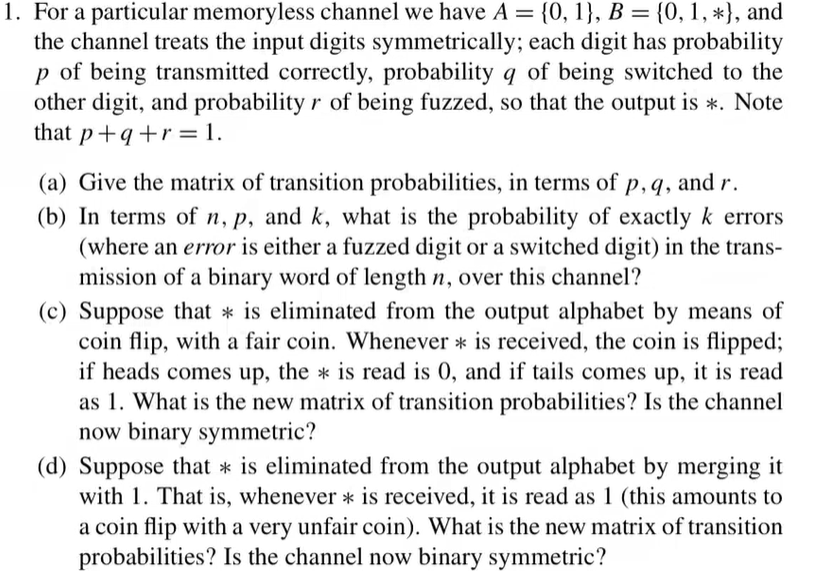 1. For a particular memoryless channel we have A = {0, 1}, B = {0, 1, *}, and
the channel treats the input digits symmetrically; each digit has probability
p of being transmitted correctly, probability q of being switched to the
other digit, and probability r of being fuzzed, so that the output is *. Note
that p+q+r = 1.
(a) Give the matrix of transition probabilities, in terms of p, q, and r.
(b) In terms of n, p, and k, what is the probability of exactly k errors
(where an error is either a fuzzed digit or a switched digit) in the trans-
mission of a binary word of length n, over this channel?
(c) Suppose that * is eliminated from the output alphabet by means of
coin flip, with a fair coin. Whenever * is received, the coin is flipped;
if heads comes up, the * is read is 0, and if tails comes up, it is read
as 1. What is the new matrix of transition probabilities? Is the channel
now binary symmetric?
(d) Suppose that * is eliminated from the output alphabet by merging it
with 1. That is, whenever * is received, it is read as 1 (this amounts to
a coin flip with a very unfair coin). What is the new matrix of transition
probabilities? Is the channel now binary symmetric?